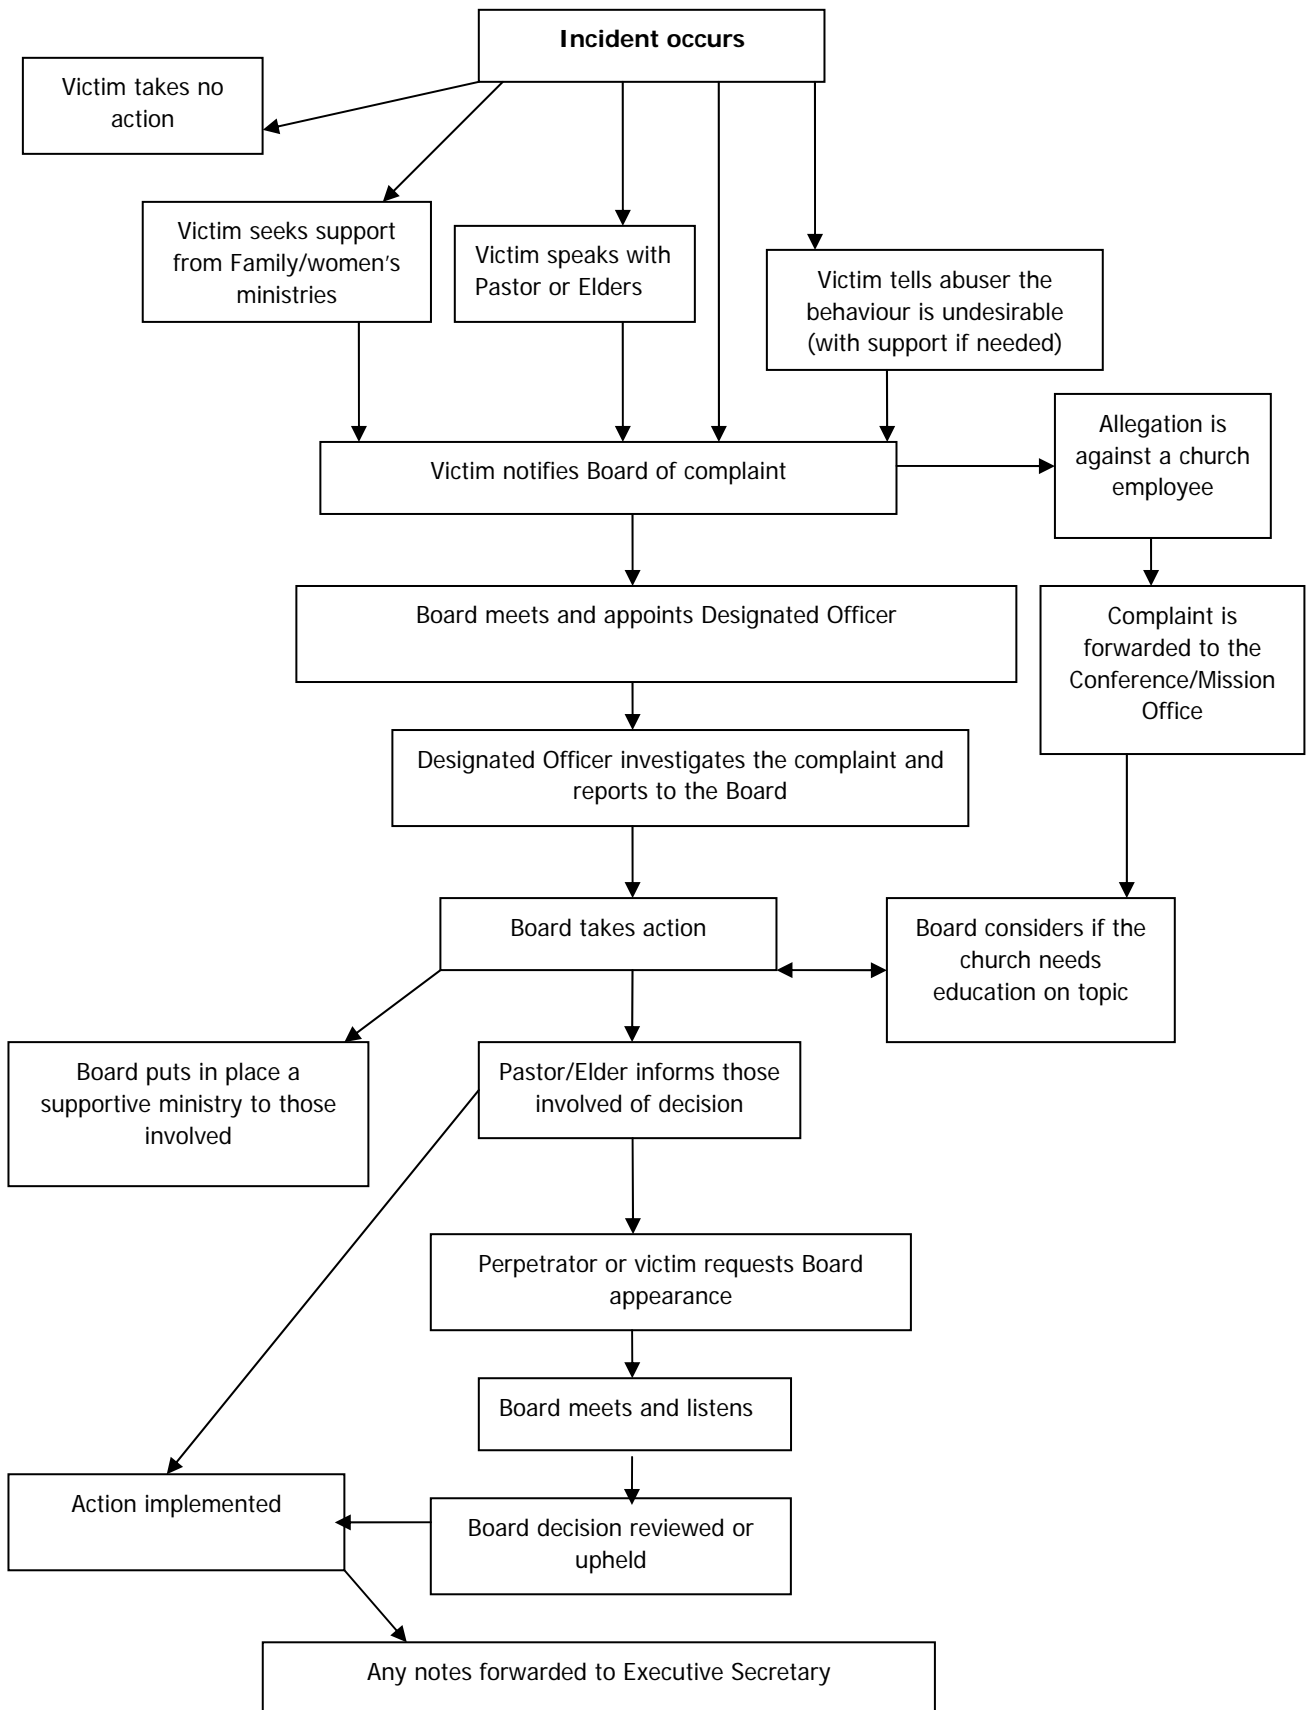 Incident occurs
Victim takes no
action
Victim seeks support
from Family/women's
ministries
Victim speaks with
Pastor or Elders
Victim tells abuser the
behaviour is undesirable
(with support if needed)
Allegation is
against a church
employee
Victim notifies Board of complaint
Board meets and appoints Designated Officer
Complaint is
forwarded to the
Conference/Mission
Office
Designated Officer investigates the complaint and
reports to the Board
Board takes action
Board considers if the
church needs
education on topic
Board puts in place a
supportive ministry to those
involved
Pastor/Elder informs those
involved of decision
Perpetrator or victim requests Board
appearance
Board meets and listens
Action implemented
Board decision reviewed or
upheld
Any notes forwarded to Executive Secretary